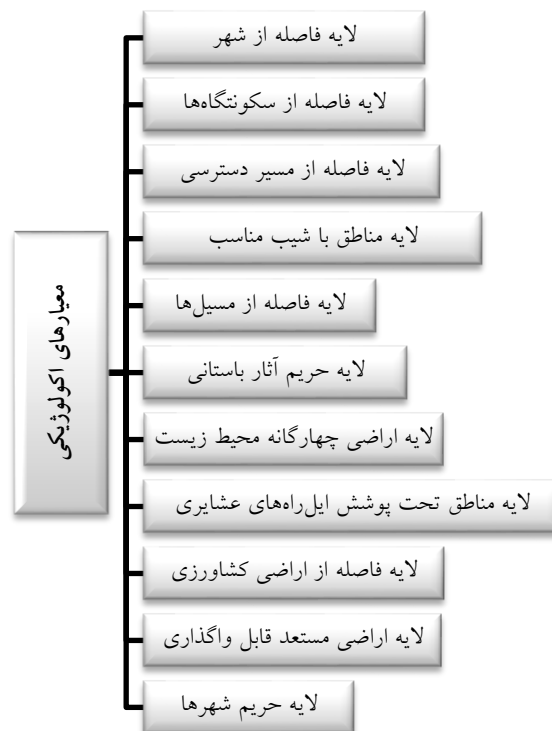 معیارهای اکولوژیکی
لایه فاصله از شهر
لایه فاصله از سکونتگاه‌ها
لایه فاصله از مسیر دسترسی
لایه مناطق با شیب مناسب
لایه فاصله از مسیل‌ها
لایه حریم آثار باستانی
لایه اراضی چهارگانه محیط زیست
لایه مناطق تحت پوشش ایل‌راه‌های عشایری
لایه فاصله از اراضی کشاورزی
لایه اراضی مستعد قابل واگذاری
لایه حریم شهرها